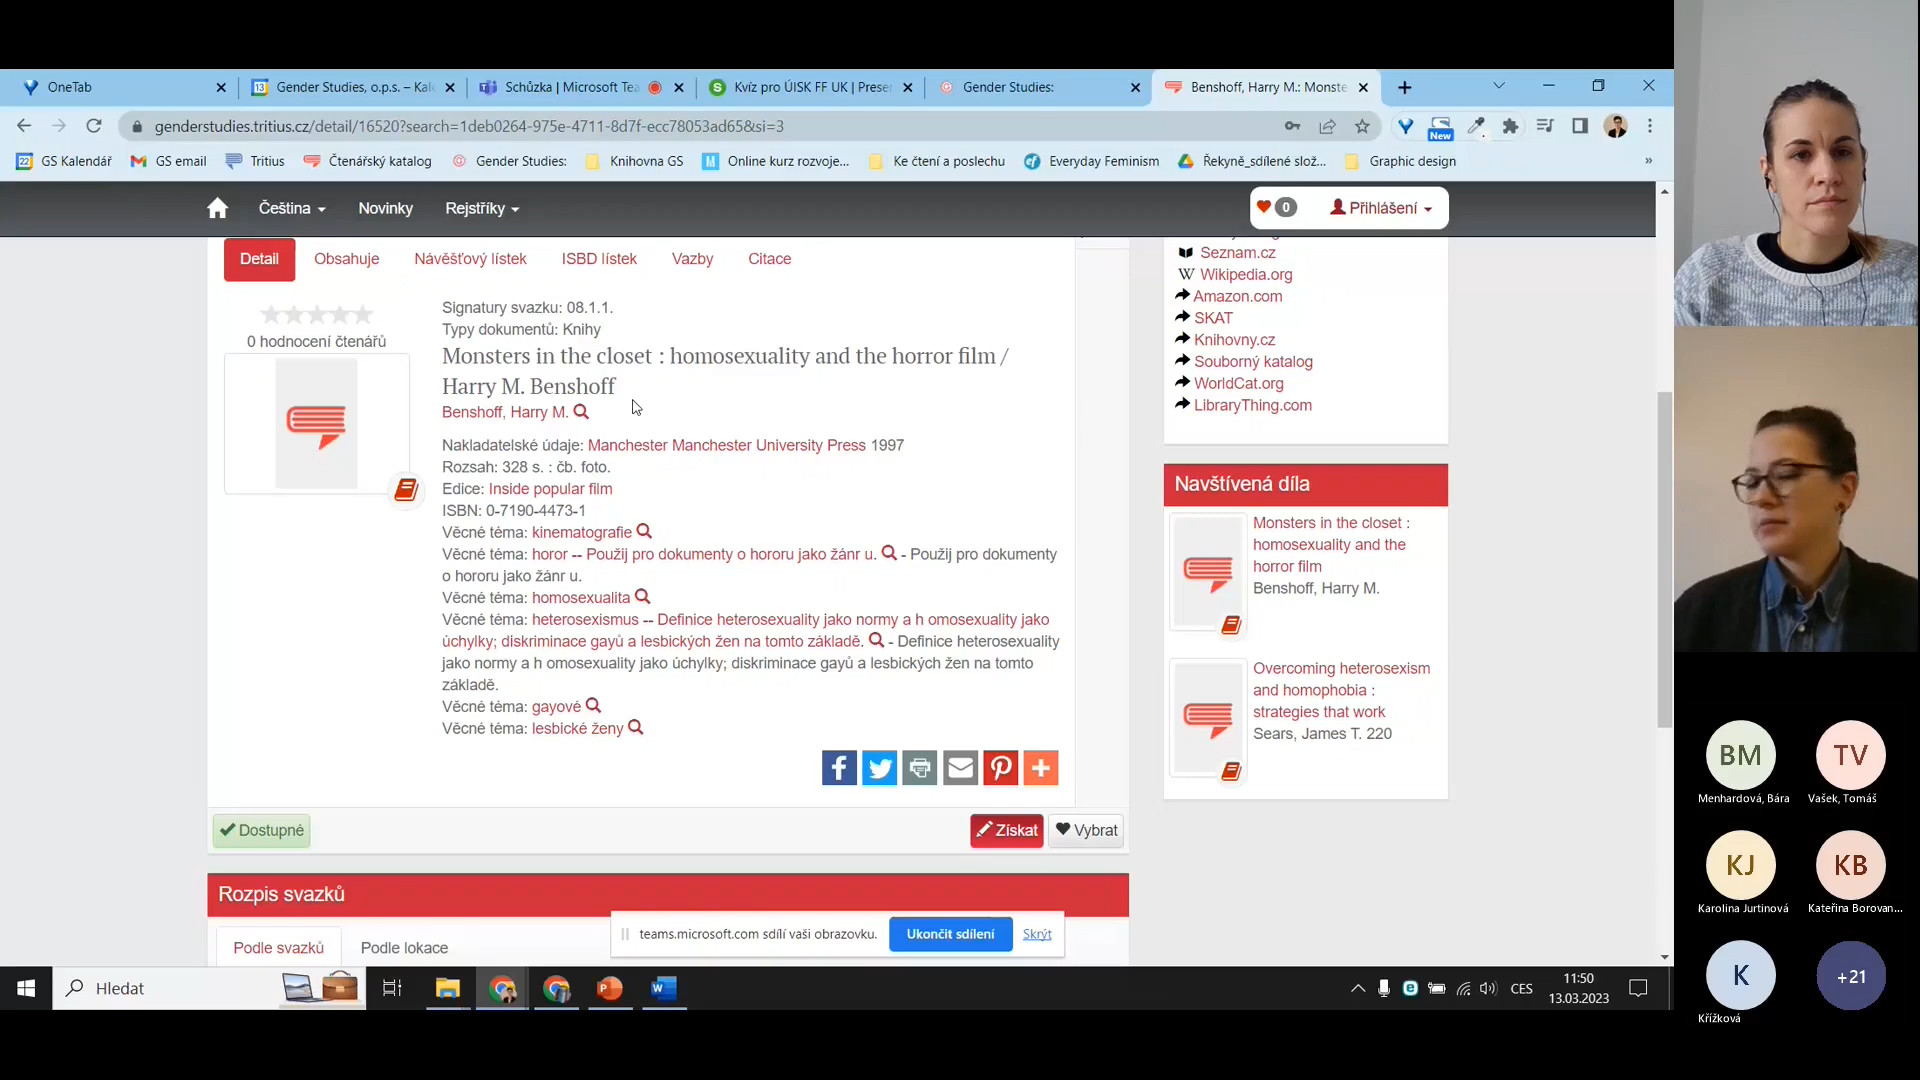 OneTab
Gender Studies, o.p.s. – Kal
Schůzka | Microsoft Tea
Kvíz pro ÚISK FF UK | Prese
Gender Studies:
Benshoff, Harry M.: Monste
genderstudies.tritius.cz/detail/16520?search=1deb0264-975e-4711-8d7f-ecc78053ad65&si=3
New
GS Kalendář
GS email
Tritius
Čtenářský katalog
Gender Studies:
Knihovna GS
Online kurz rozvoje...
Ke čtení a poslechu
Everyday Feminism
Řekyně_sdílené slož...
Graphic design
»
Čeština
Novinky
Rejstříky
0
Přihlášení
Detail
Obsahuje
Návěšťový lístek
ISBD lístek
Vazby
Citace
0 hodnocení čtenářů
Signatury svazku: 08.1.1.
Typy dokumentů: Knihy
Monsters in the closet : homosexuality and the horror film /
Harry M. Benshoff
Benshoff, Harry M.
Nakladatelské údaje: Manchester Manchester University Press 1997
Rozsah: 328 s. : čb. foto.
Edice: Inside popular film
ISBN: 0-7190-4473-1
Věcné téma: kinematografie
Věcné téma: horor -- Použij pro dokumenty o hororu jako žánr u. - Použij pro dokumenty
o hororu jako žánr u.
Věcné téma: homosexualita
Věcné téma: heterosexismus -- Definice heterosexuality jako normy a h omosexuality jako
úchylky; diskriminace gayů a lesbických žen na tomto základě. - Definice heterosexuality
jako normy a h omosexuality jako úchylky; diskriminace gayů a lesbických žen na tomto
základě.
Věcné téma: gayové
Věcné téma: lesbické ženy
Dostupné
Získat
Vybrat
Rozpis svazků
Podle svazků
Podle lokace
Seznam.cz
Wikipedia.org
Amazon.com
SKAT
Knihovny.cz
Souborný katalog
WorldCat.org
LibraryThing.com
Navštívená díla
Monsters in the closet :
homosexuality and the
horror film
Benshoff, Harry M.
Overcoming heterosexism
and homophobia :
strategies that work
Sears, James T. 220
teams.microsoft.com sdílí vaši obrazovku.
Ukončit sdílení
Skrýt
Hledat
CES
11:50
13.03.2023
BM
Menhardová, Bára
TV
Vašek, Tomáš
KJ
Karolina Jurtinová
KB
Kateřina Borovan...
K
Křížková
+21